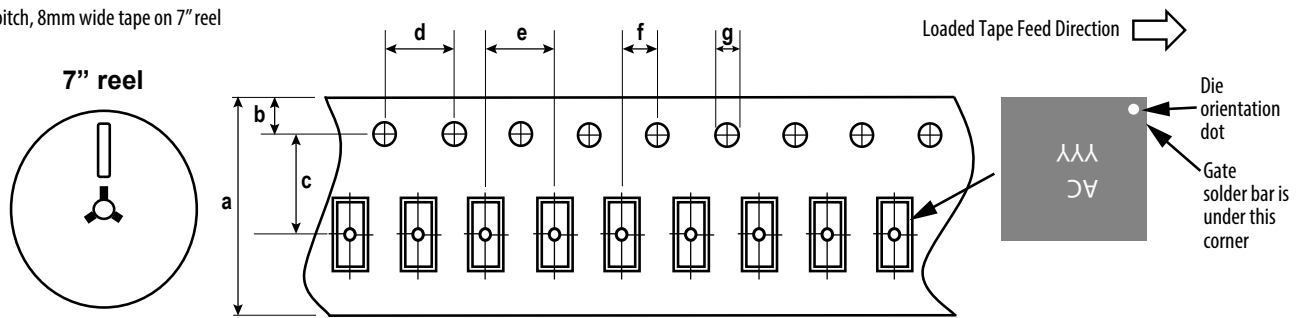 pitch, 8mm wide tape on 7” reel
Loaded Tape Feed Direction
7” reel
d
e
f
g
b
c
a
Die
orientation
dot
YYY
AC
Gate
solder bar is
under this
corner